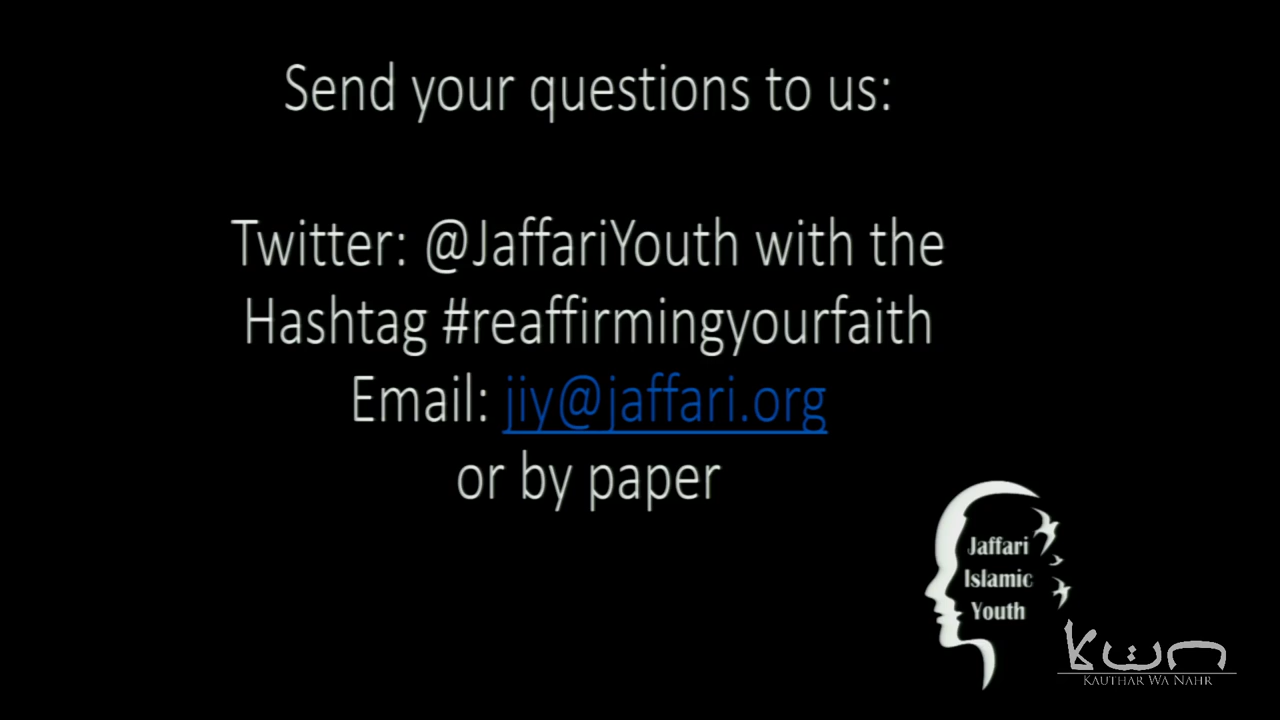 Send your questions to us:
Twitter: @JaffariYouth with the
Hashtag #reaffirmingyourfaith
Email: jiy@jaffari.org
or by paper
Jaffari
Islamic
Youth
KAUTHAR WA NAHR